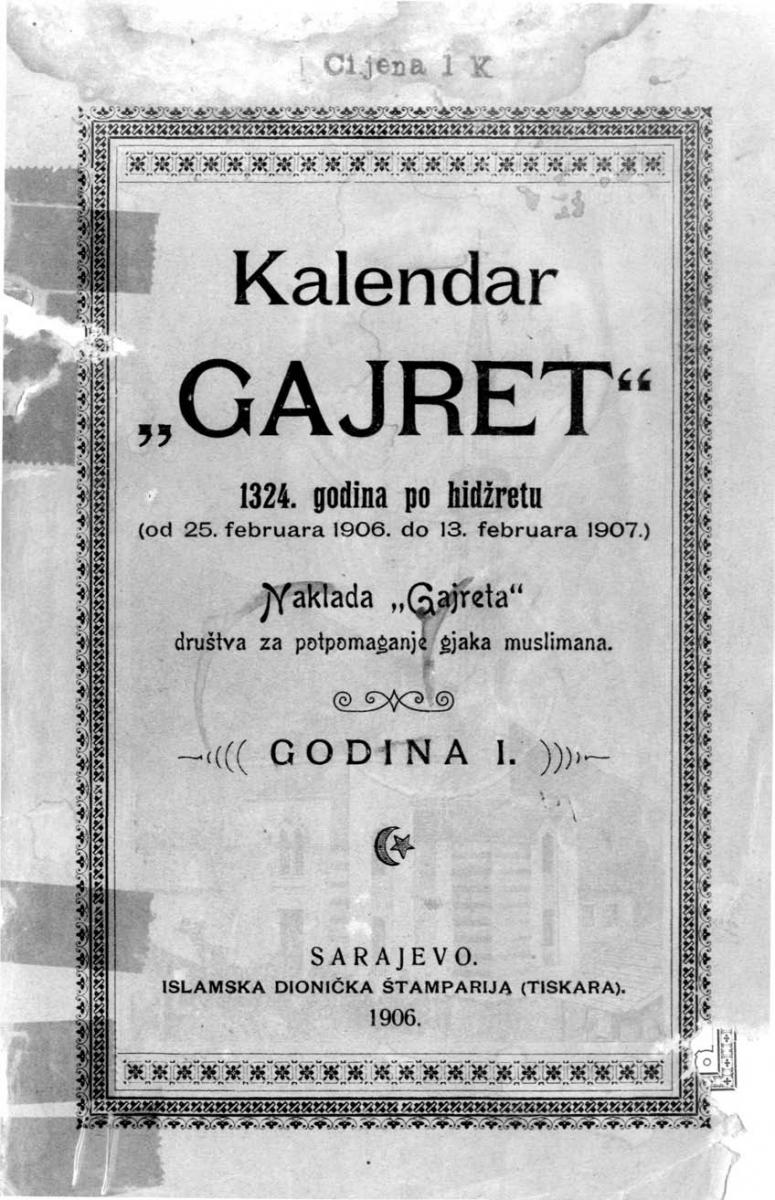 Cijena 1 K
Kalendar
„GAJRET“
1324. godina po hidžretu
(od 25. februara 1906. do 13. februara 1907.)
Naklada „Gajreta“
društva za potpomaganje gjaka muslimana.
GODINA I.
SARAJEVO.
ISLAMSKA DIONIČKA ŠTAMPARIJA (TISKARA).
1906.